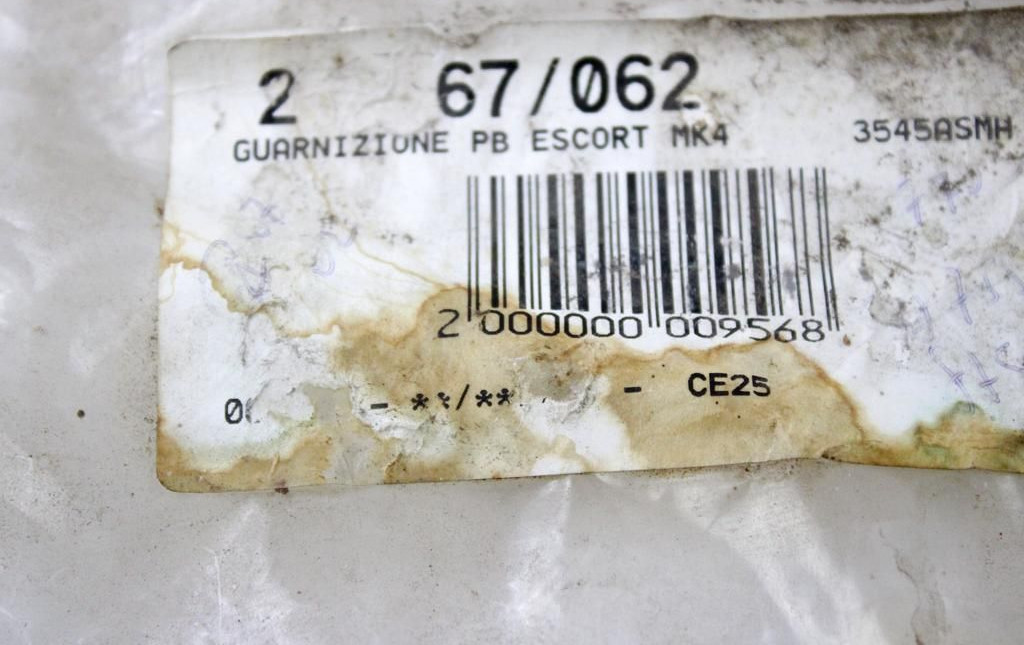 2 67/062
GUARNIZIONE PB ESCORT MK4 3545ASMH
2 000000 009568
- **/** - CE25